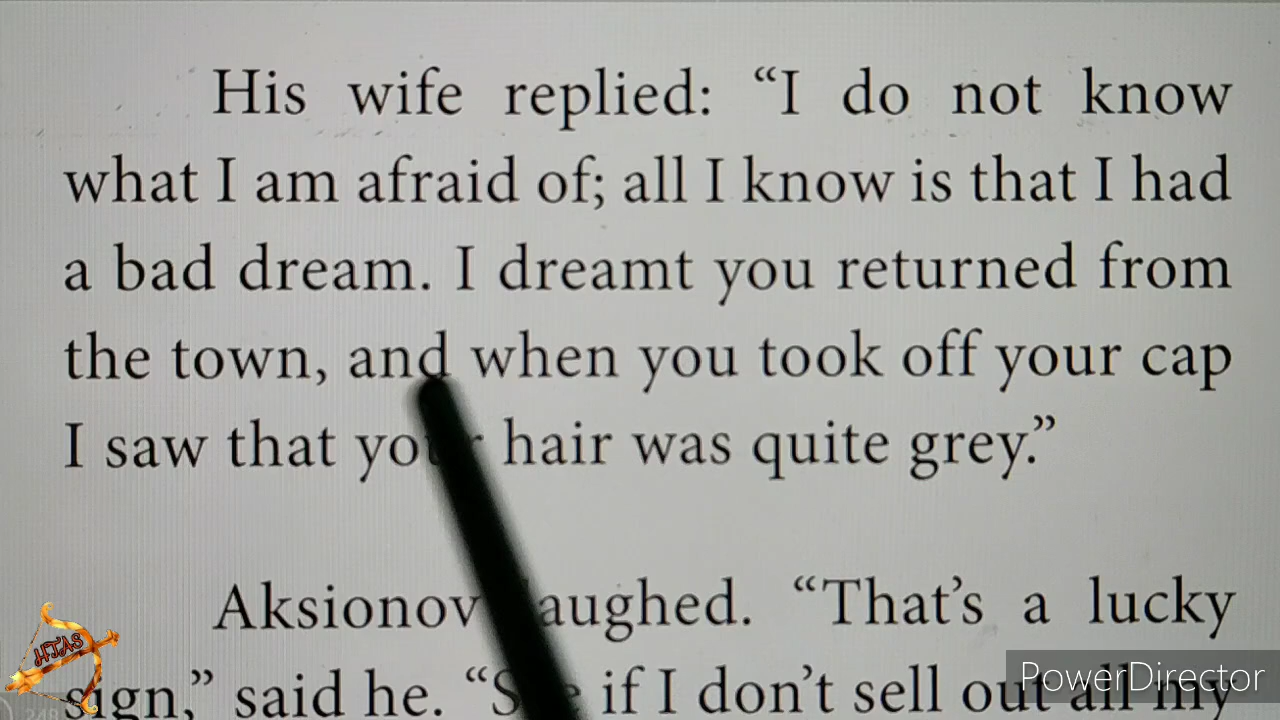 His wife replied: “I do not know
what I am afraid of; all I know is that I had
a bad dream. I dreamt you returned from
the town, and when you took off your cap
I saw that your hair was quite grey.”
Aksionov laughed. “That’s a lucky
sign,” said he. “See if I don’t sell out all my
HTAS
PowerDirector